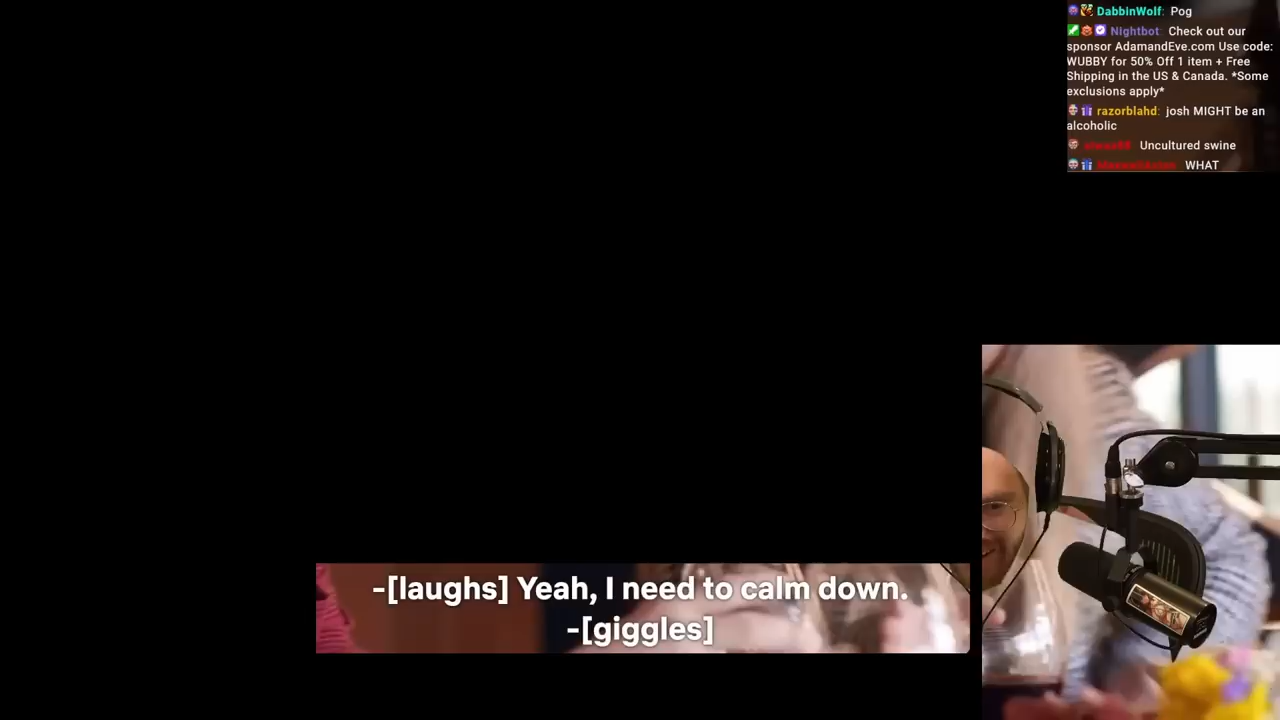 DabbinWolf: Pog
Nightbot: Check out our
sponsor AdamandEve.com Use code:
WUBBY for 50% Off 1 item + Free
Shipping in the US & Canada. *Some
exclusions apply*
razorblahd: josh MIGHT be an
alcoholic
Uncultured swine
WHAT
-[laughs] Yeah, I need to calm down.
-[giggles]